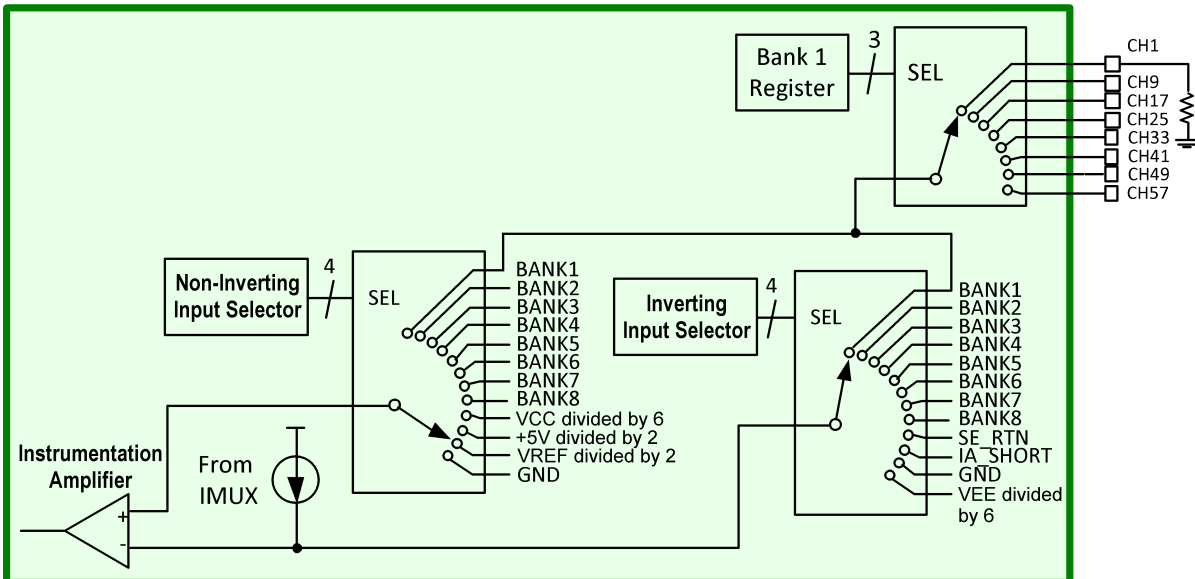 Bank 1
Register
3
SEL
CH1
CH9
CH17
CH25
CH33
CH41
CH49
CH57
Non-Inverting
Input Selector
4
SEL
BANK1
BANK2
BANK3
BANK4
BANK5
BANK6
BANK7
BANK8
VCC divided by 6
+5V divided by 2
VREF divided by 2
GND
Inverting
Input Selector
4
SEL
BANK1
BANK2
BANK3
BANK4
BANK5
BANK6
BANK7
BANK8
SE_RTN
IA_SHORT
GND
VEE divided
by 6
Instrumentation
Amplifier
+
-
From
IMUX